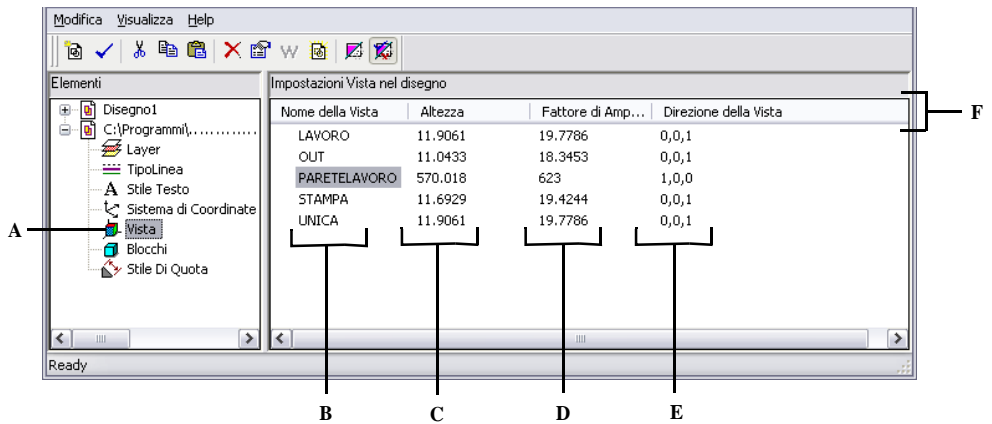 Modifica Visualizza Help
Elementi
Impostazioni Vista nel disegno
Disegno1
C:\Programmi\.............
Layer
TipoLinea
A Stile Testo
Sistema di Coordinate
Vista
Blocchi
Stile Di Quota
Nome della Vista Altezza Fattore di Amp... Direzione della Vista
LAVORO 11.9061 19.7786 0,0,1
OUT 11.0433 18.3453 0,0,1
PARETELAVORO 570.018 623 1,0,0
STAMPA 11.6929 19.4244 0,0,1
UNICA 11.9061 19.7786 0,0,1
Ready
A
F
B C D E